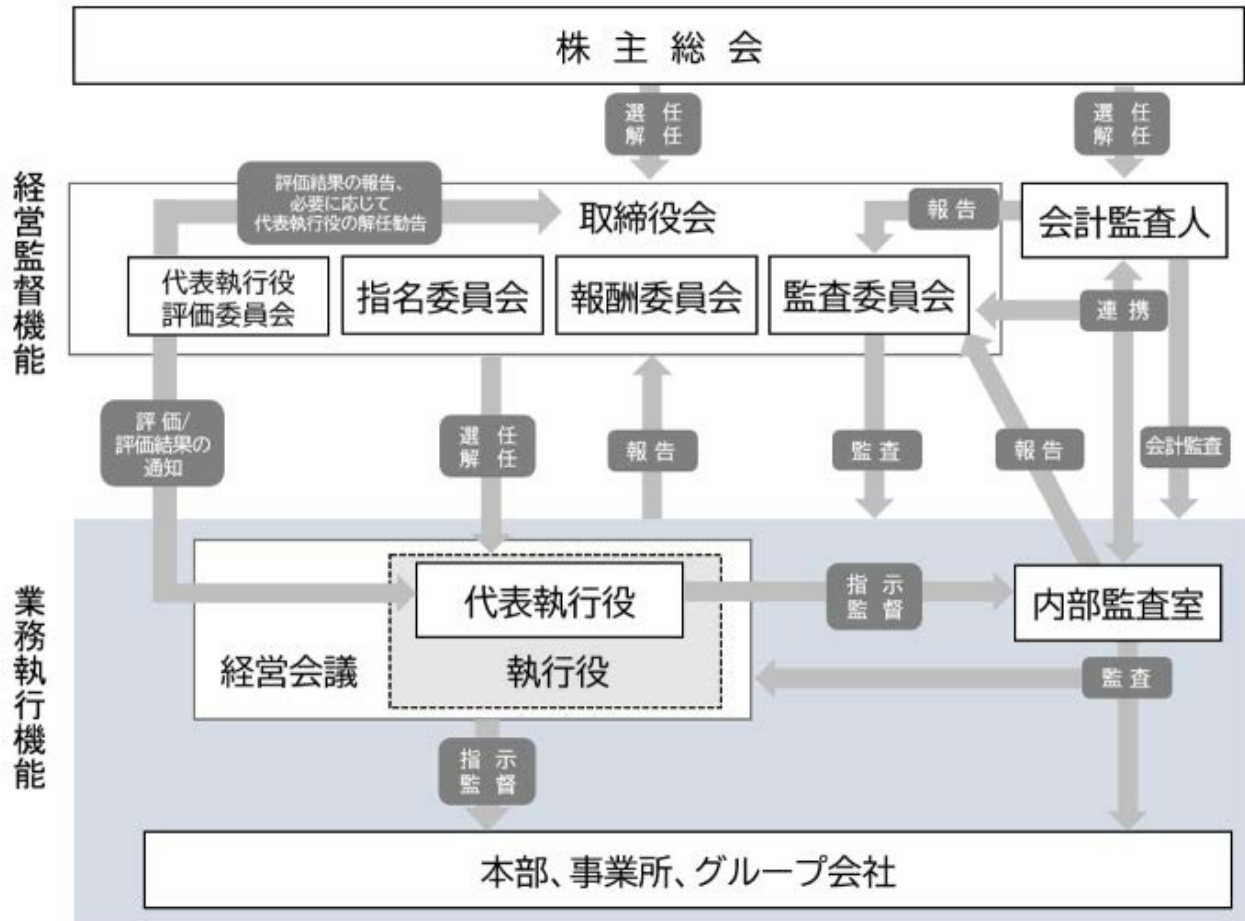 株主総会
選任
解任
選任
解任
経営監督機能
評価結果の報告、
必要に応じて
代表執行役の解任勧告
取締役会
報告
会計監査人
代表執行役
評価委員会
指名委員会
報酬委員会
監査委員会
連携
評価/
評価結果の
通知
選任
解任
報告
監査
報告
会計監査
業務執行機能
代表執行役
指示
監督
内部監査室
経営会議
執行役
監査
指示
監督
本部、事業所、グループ会社